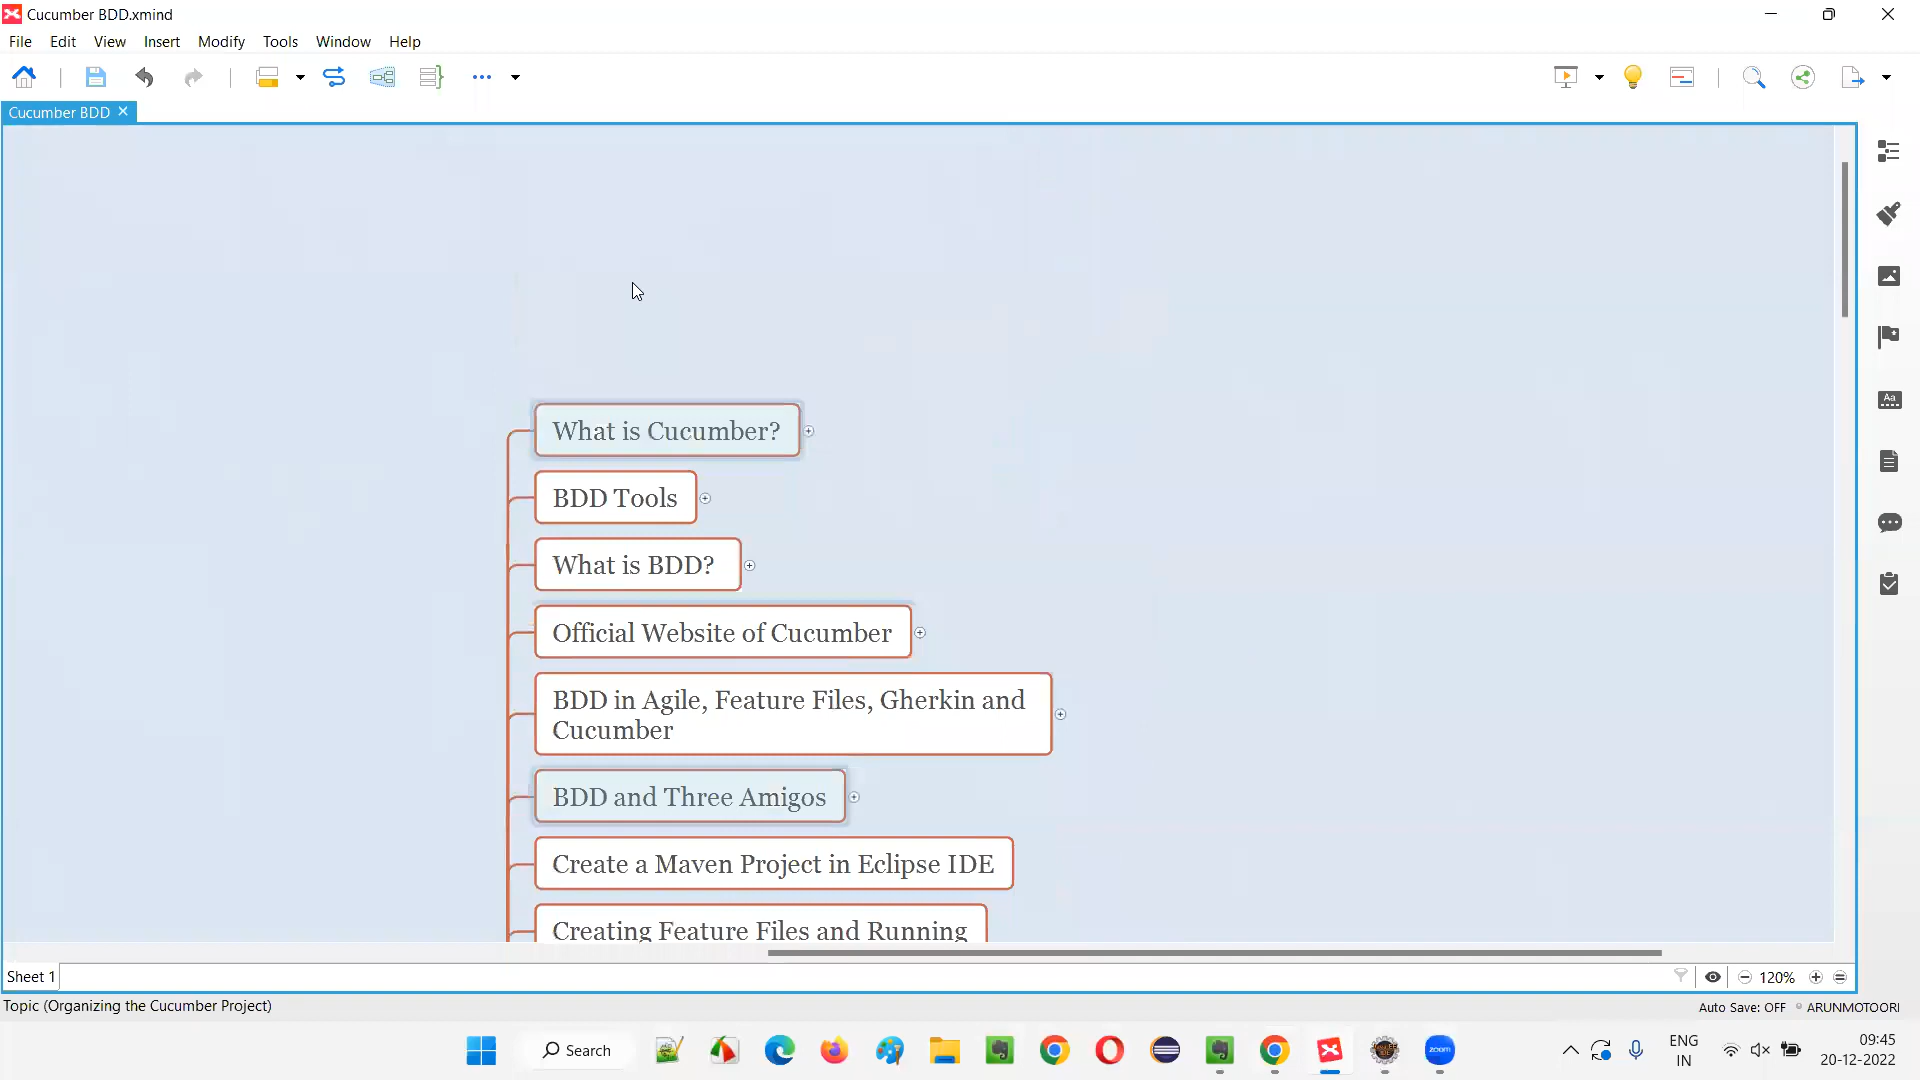 Cucumber BDD.xmind
File Edit View Insert Modify Tools Window Help
Cucumber BDD
What is Cucumber?
BDD Tools
What is BDD?
Official Website of Cucumber
BDD in Agile, Feature Files, Gherkin and
Cucumber
BDD and Three Amigos
Create a Maven Project in Eclipse IDE
Creating Feature Files and Running
Sheet 1
120%
Topic (Organizing the Cucumber Project)
Auto Save: OFF ARUNMOTOORI
Search
zoom
ENG
IN
09:45
20-12-2022